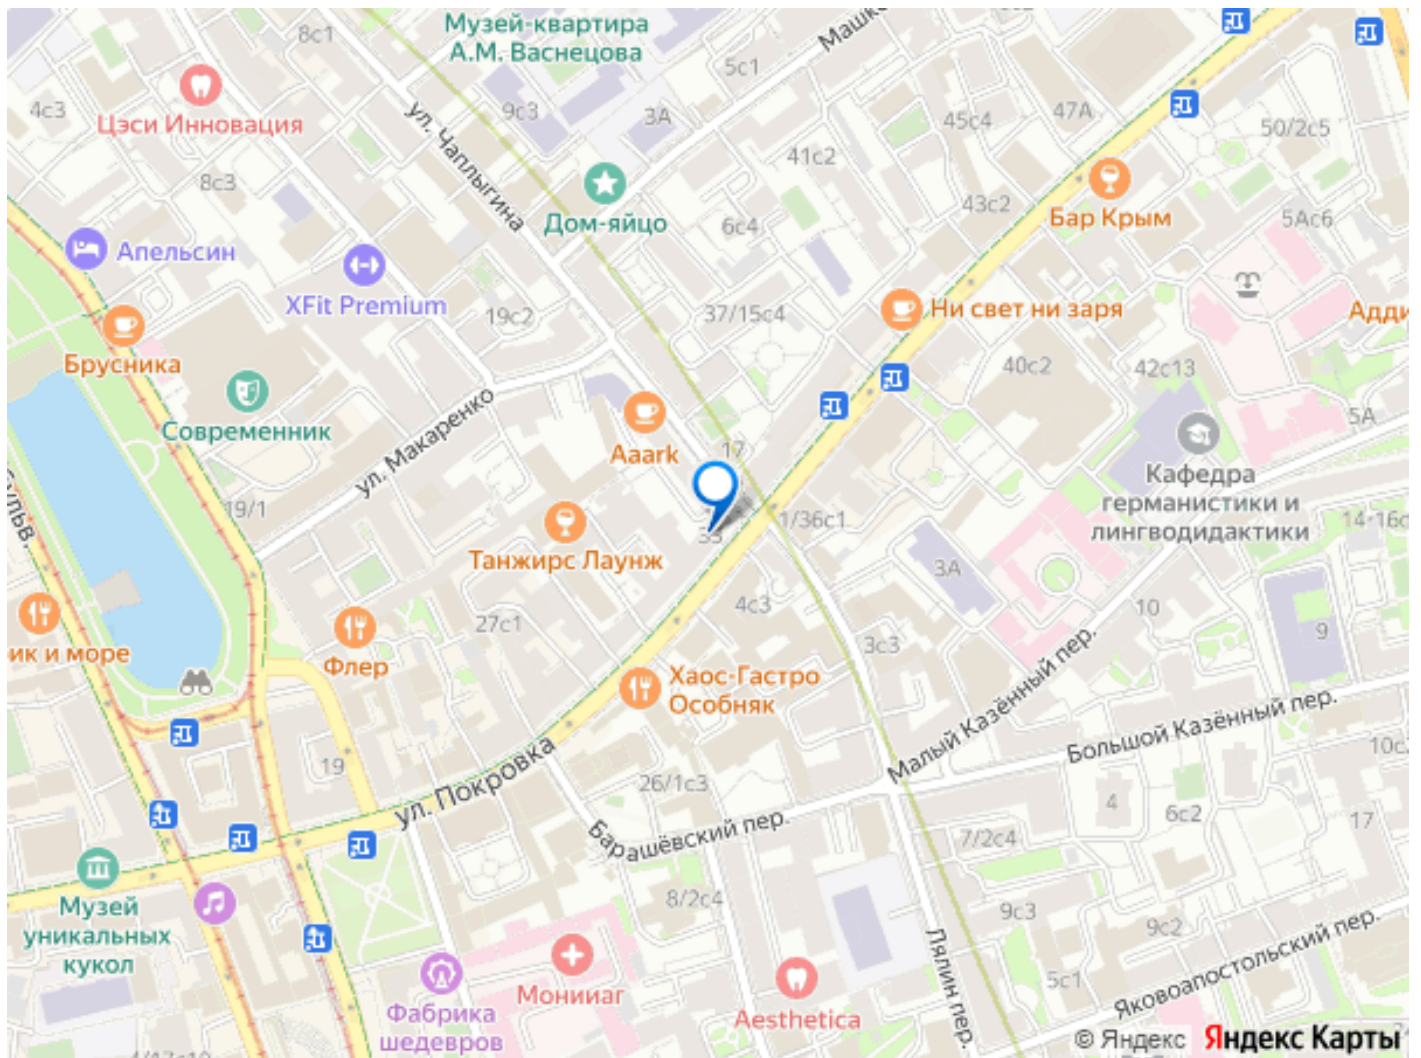 Музей-квартира
А.М. Васнецова
8с1
5с1
4с3
Цэси Инновация
9с3
3А
ул. Чаплыгина
45с4
47А
50/2с5
41с2
8с3
Дом-яйцо
6с4
43с2
Бар Крым
5Ас6
Апельсин
XFit Premium
19с2
37/15с4
Ни свет ни заря
Брусника
40с2
42с13
Современник
ул. Макаренко
Aaark
17
5А
Кафедра
германистики и
лингводидактики
19/1
Танжирс Лаунж
1/36с1
3А
4с3
10
9
27с1
Флер
3с3
Хаос-Гастро
Особняк
Малый Казённый пер.
Большой Казённый пер.
19
ул. Покровка
26/1с3
Барашёвский пер.
4
6с2
17
7/2с4
Музей
уникальных
кукол
8/2с4
9с3
9с2
Лялин пер.
Яковоапостольский пер.
5с1
Мониаг
Фабрика
шедевров
Aesthetica
© Яндекс Яндекс Карты